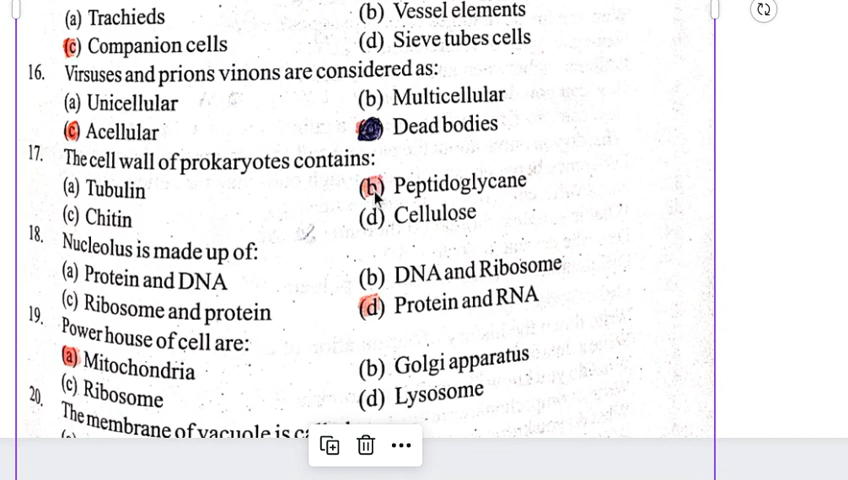 (a) Trachieds (b) Vessel elements
(c) Companion cells (d) Sieve tubes cells
16. Virsuses and prions vinons are considered as:
(a) Unicellular (b) Multicellular
(c) Acellular Dead bodies
17. The cell wall of prokaryotes contains:
(a) Tubulin (b) Peptidoglycane
(c) Chitin (d) Cellulose
18. Nucleolus is made up of:
(a) Protein and DNA (b) DNA and Ribosome
(c) Ribosome and protein (d) Protein and RNA
19. Power house of cell are:
(a) Mitochondria (b) Golgi apparatus
(c) Ribosome (d) Lysosome
20. The membrane of vacuole is